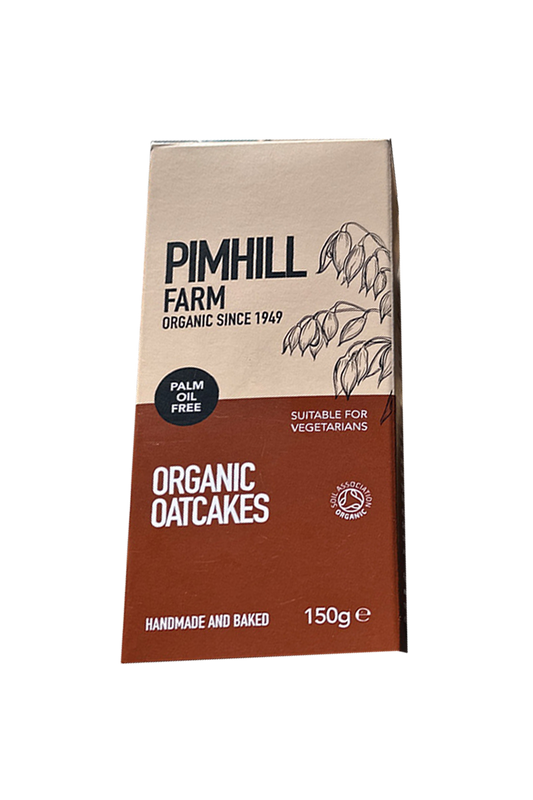 PIMHILL
FARM
ORGANIC SINCE 1949
PALM
OIL
FREE
SUITABLE FOR
VEGETARIANS
ORGANIC
OATCAKES
SOIL ASSOCIATION
ORGANIC
HANDMADE AND BAKED
150g ℮